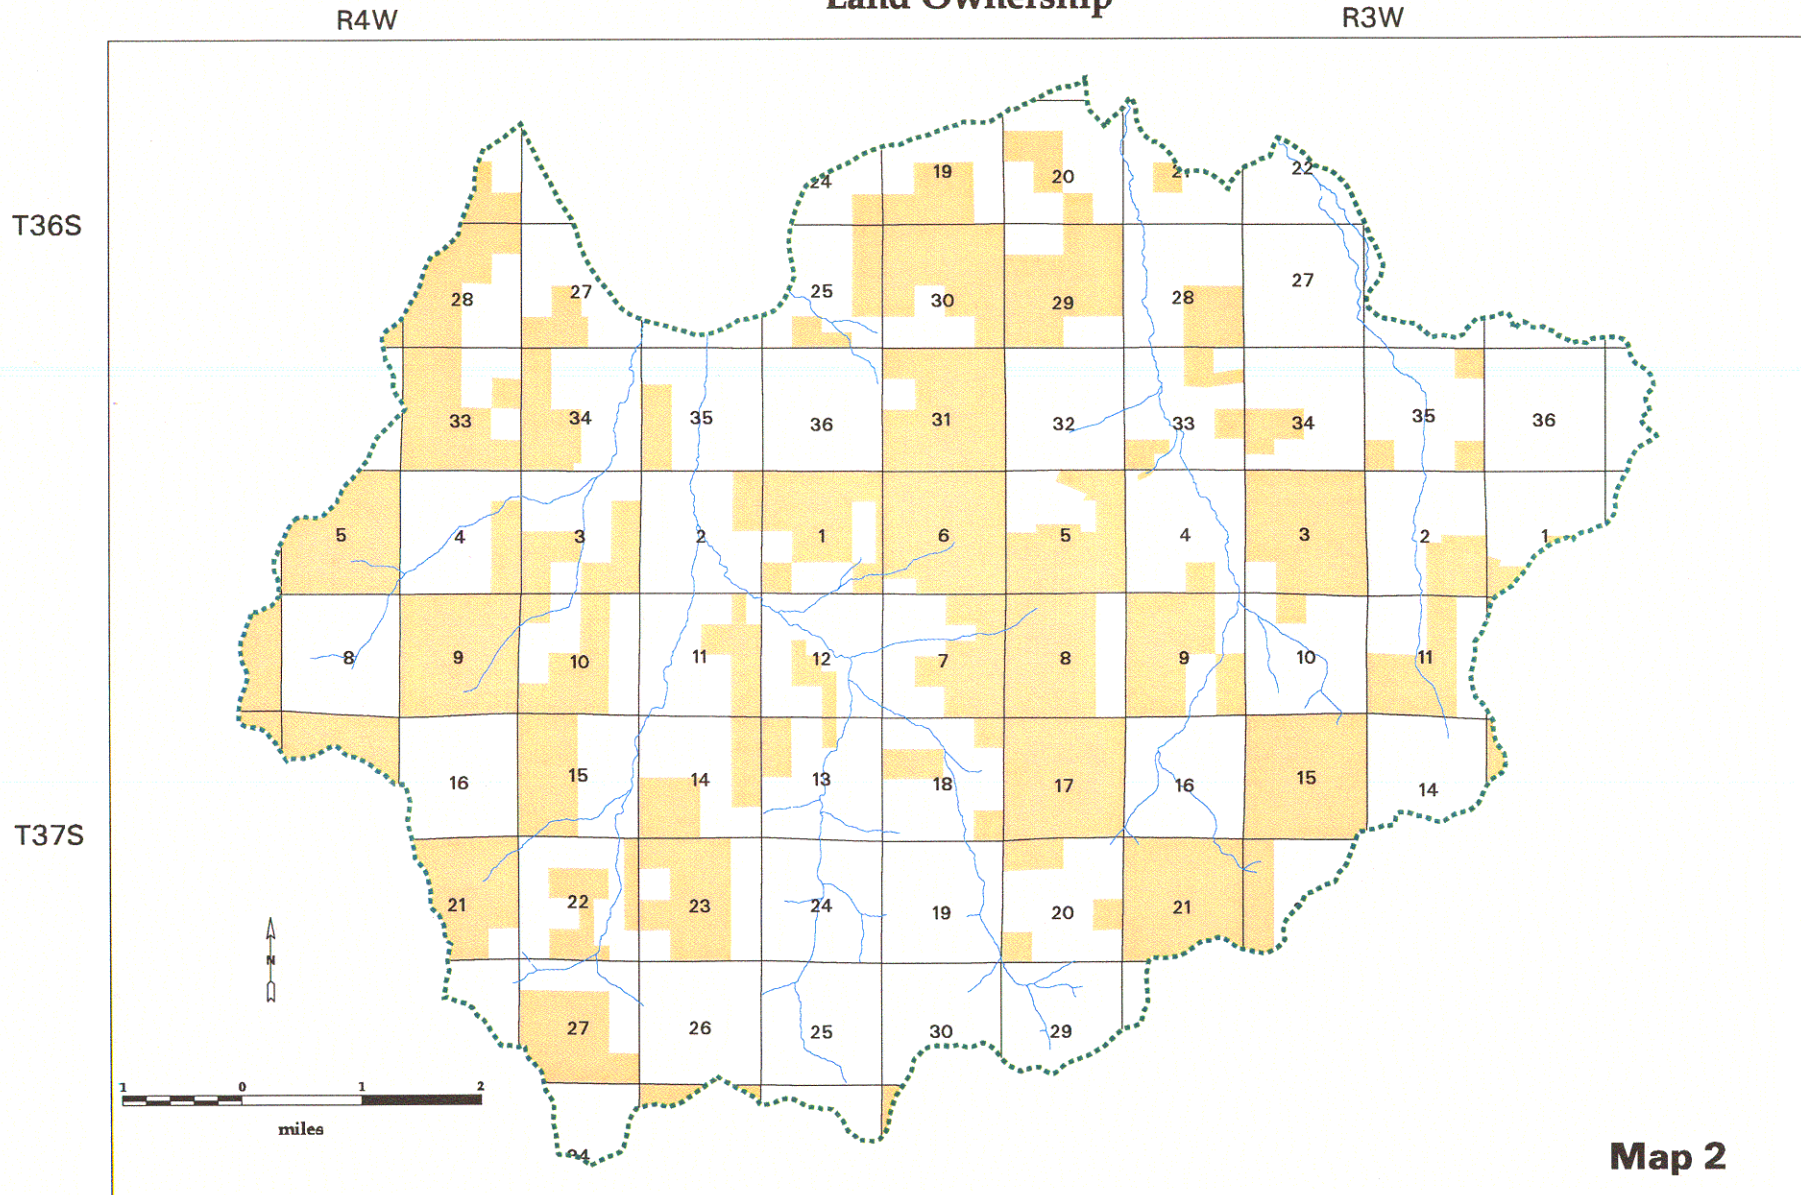 Land Ownership
R4W R3W
24 19 20 21 22
T36S
28 27 25 30 29 28 27
33 34 35 36 31 32 33 34 35 36
5 4 3 2 1 6 5 4 3 2 1
8 9 10 11 12 7 8 9 10 11
16 15 14 13 18 17 16 15 14
T37S
21 22 23 24 19 20 21
N
27 26 25 30 29
1 0 1 2
miles
34
Map 2